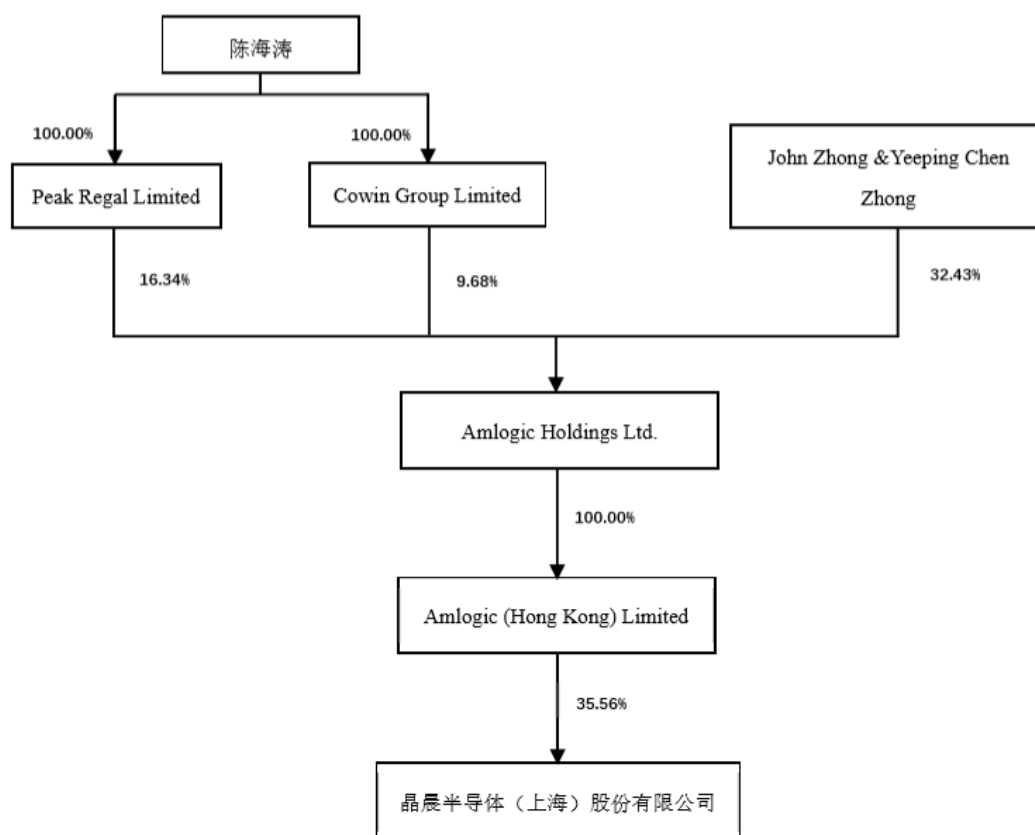 陈海涛
100.00%
100.00%
Peak Regal Limited
Cowin Group Limited
John Zhong &Yeeping Chen
Zhong
16.34%
9.68%
32.43%
Amlogic Holdings Ltd.
100.00%
Amlogic (Hong Kong) Limited
35.56%
晶晨半导体（上海）股份有限公司